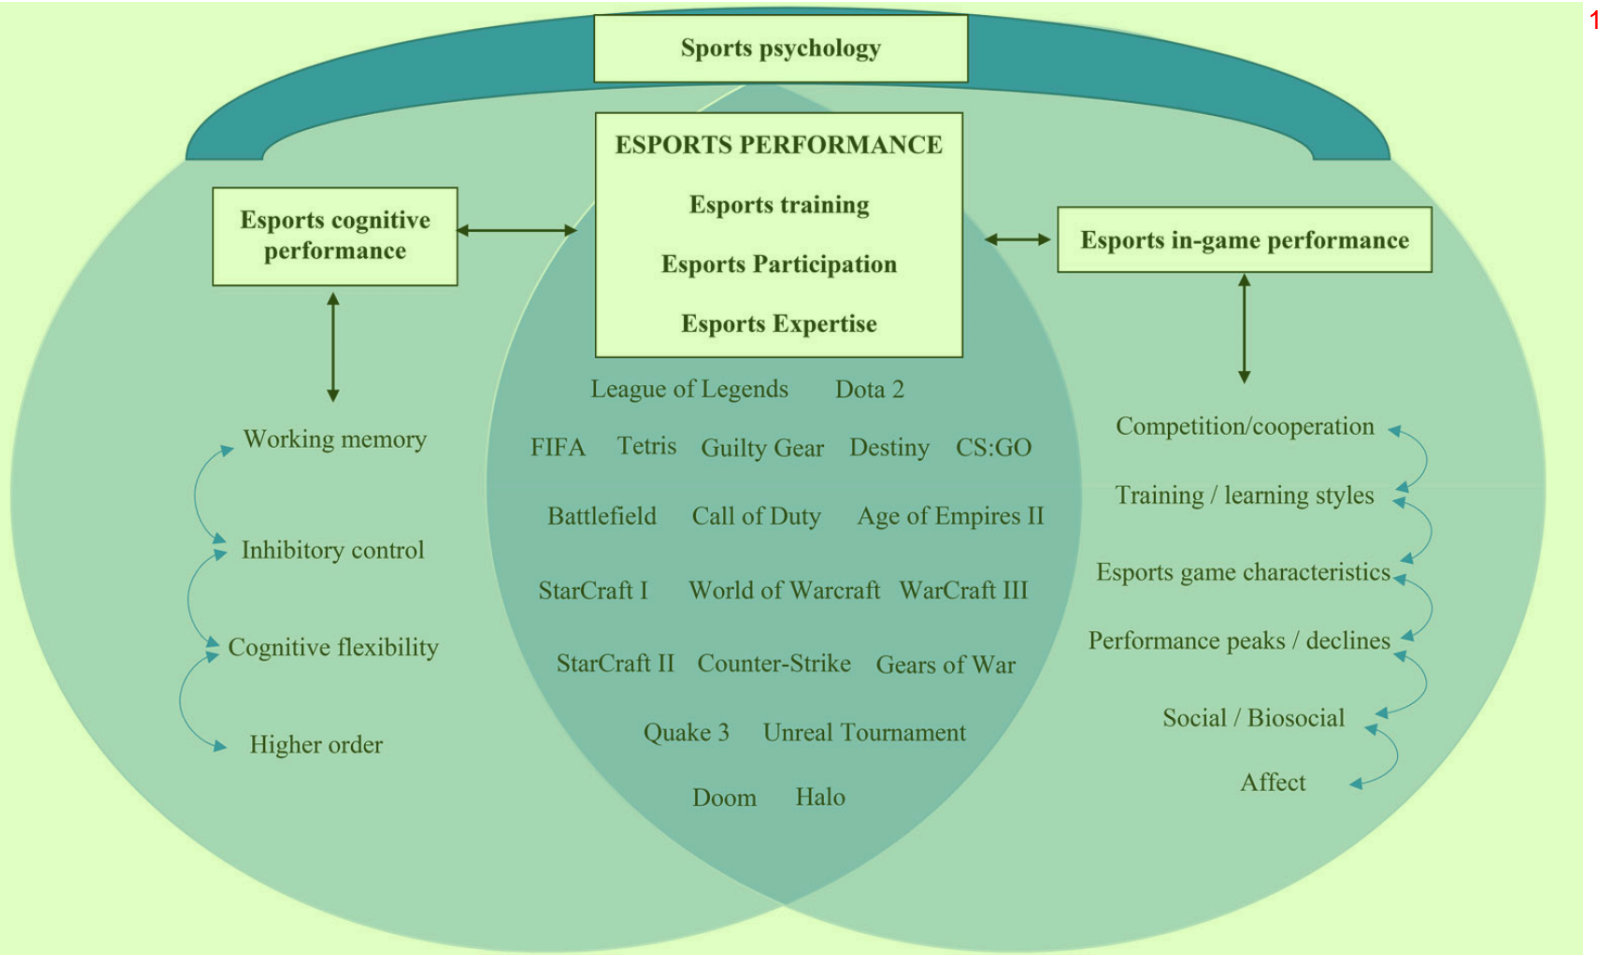 1
Sports psychology
ESPORTS PERFORMANCE
Esports training
Esports Participation
Esports Expertise
Esports cognitive
performance
Esports in-game performance
Working memory
Inhibitory control
Cognitive flexibility
Higher order
League of Legends Dota 2
FIFA Tetris Guilty Gear Destiny CS:GO
Battlefield Call of Duty Age of Empires II
StarCraft I World of Warcraft WarCraft III
StarCraft II Counter-Strike Gears of War
Quake 3 Unreal Tournament
Doom Halo
Competition/cooperation
Training / learning styles
Esports game characteristics
Performance peaks / declines
Social / Biosocial
Affect